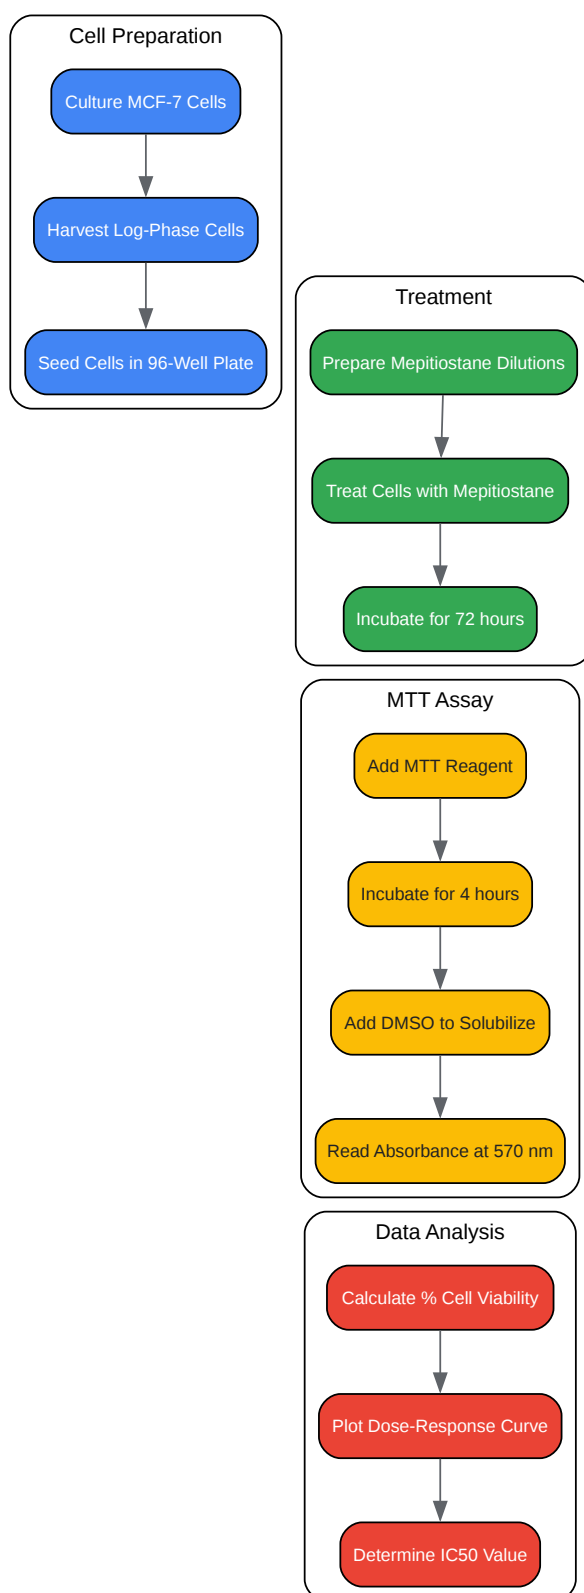 Cell Preparation
Culture MCF-7 Cells
Harvest Log-Phase Cells
Seed Cells in 96-Well Plate
Treatment
Prepare Mepitiostane Dilutions
Treat Cells with Mepitiostane
Incubate for 72 hours
MTT Assay
Add MTT Reagent
Incubate for 4 hours
Add DMSO to Solubilize
Read Absorbance at 570 nm
Data Analysis
Calculate % Cell Viability
Plot Dose-Response Curve
Determine IC50 Value